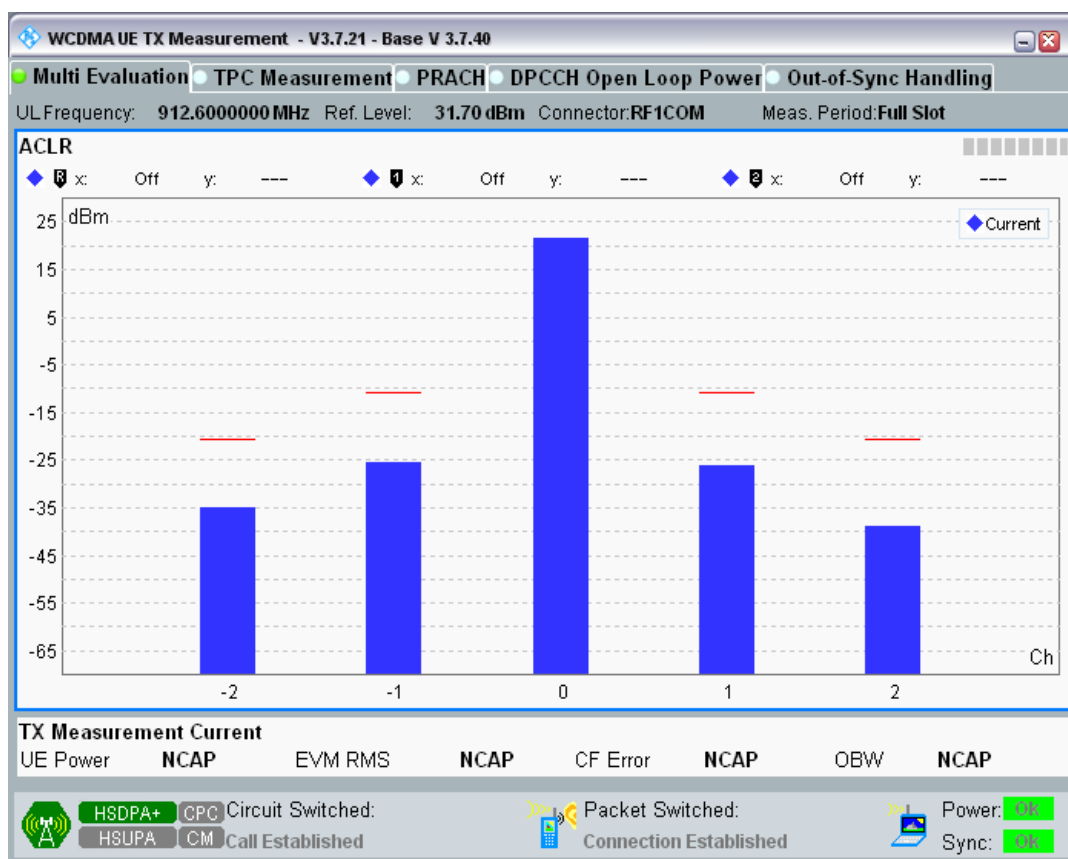 WCDMA UE TX Measurement - V3.7.21 - Base V 3.7.40
Multi Evaluation TPC Measurement PRACH DPCCH Open Loop Power Out-of-Sync Handling
UL Frequency: 912.6000000 MHz Ref. Level: 31.70 dBm Connector:RF1COM Meas. Period:Full Slot
ACLR
R x: Off y: --- 1 x: Off y: --- 2 x: Off y: ---
dBm
Current
25
15
5
-5
-15
-25
-35
-45
-55
-65
Ch
-2 -1 0 1 2
TX Measurement Current
UE Power NCAP EVM RMS NCAP CF Error NCAP OBW NCAP
HSDPA+ CPC Circuit Switched: Packet Switched: Power: OK
HSUPA CM Call Established Connection Established Sync: OK